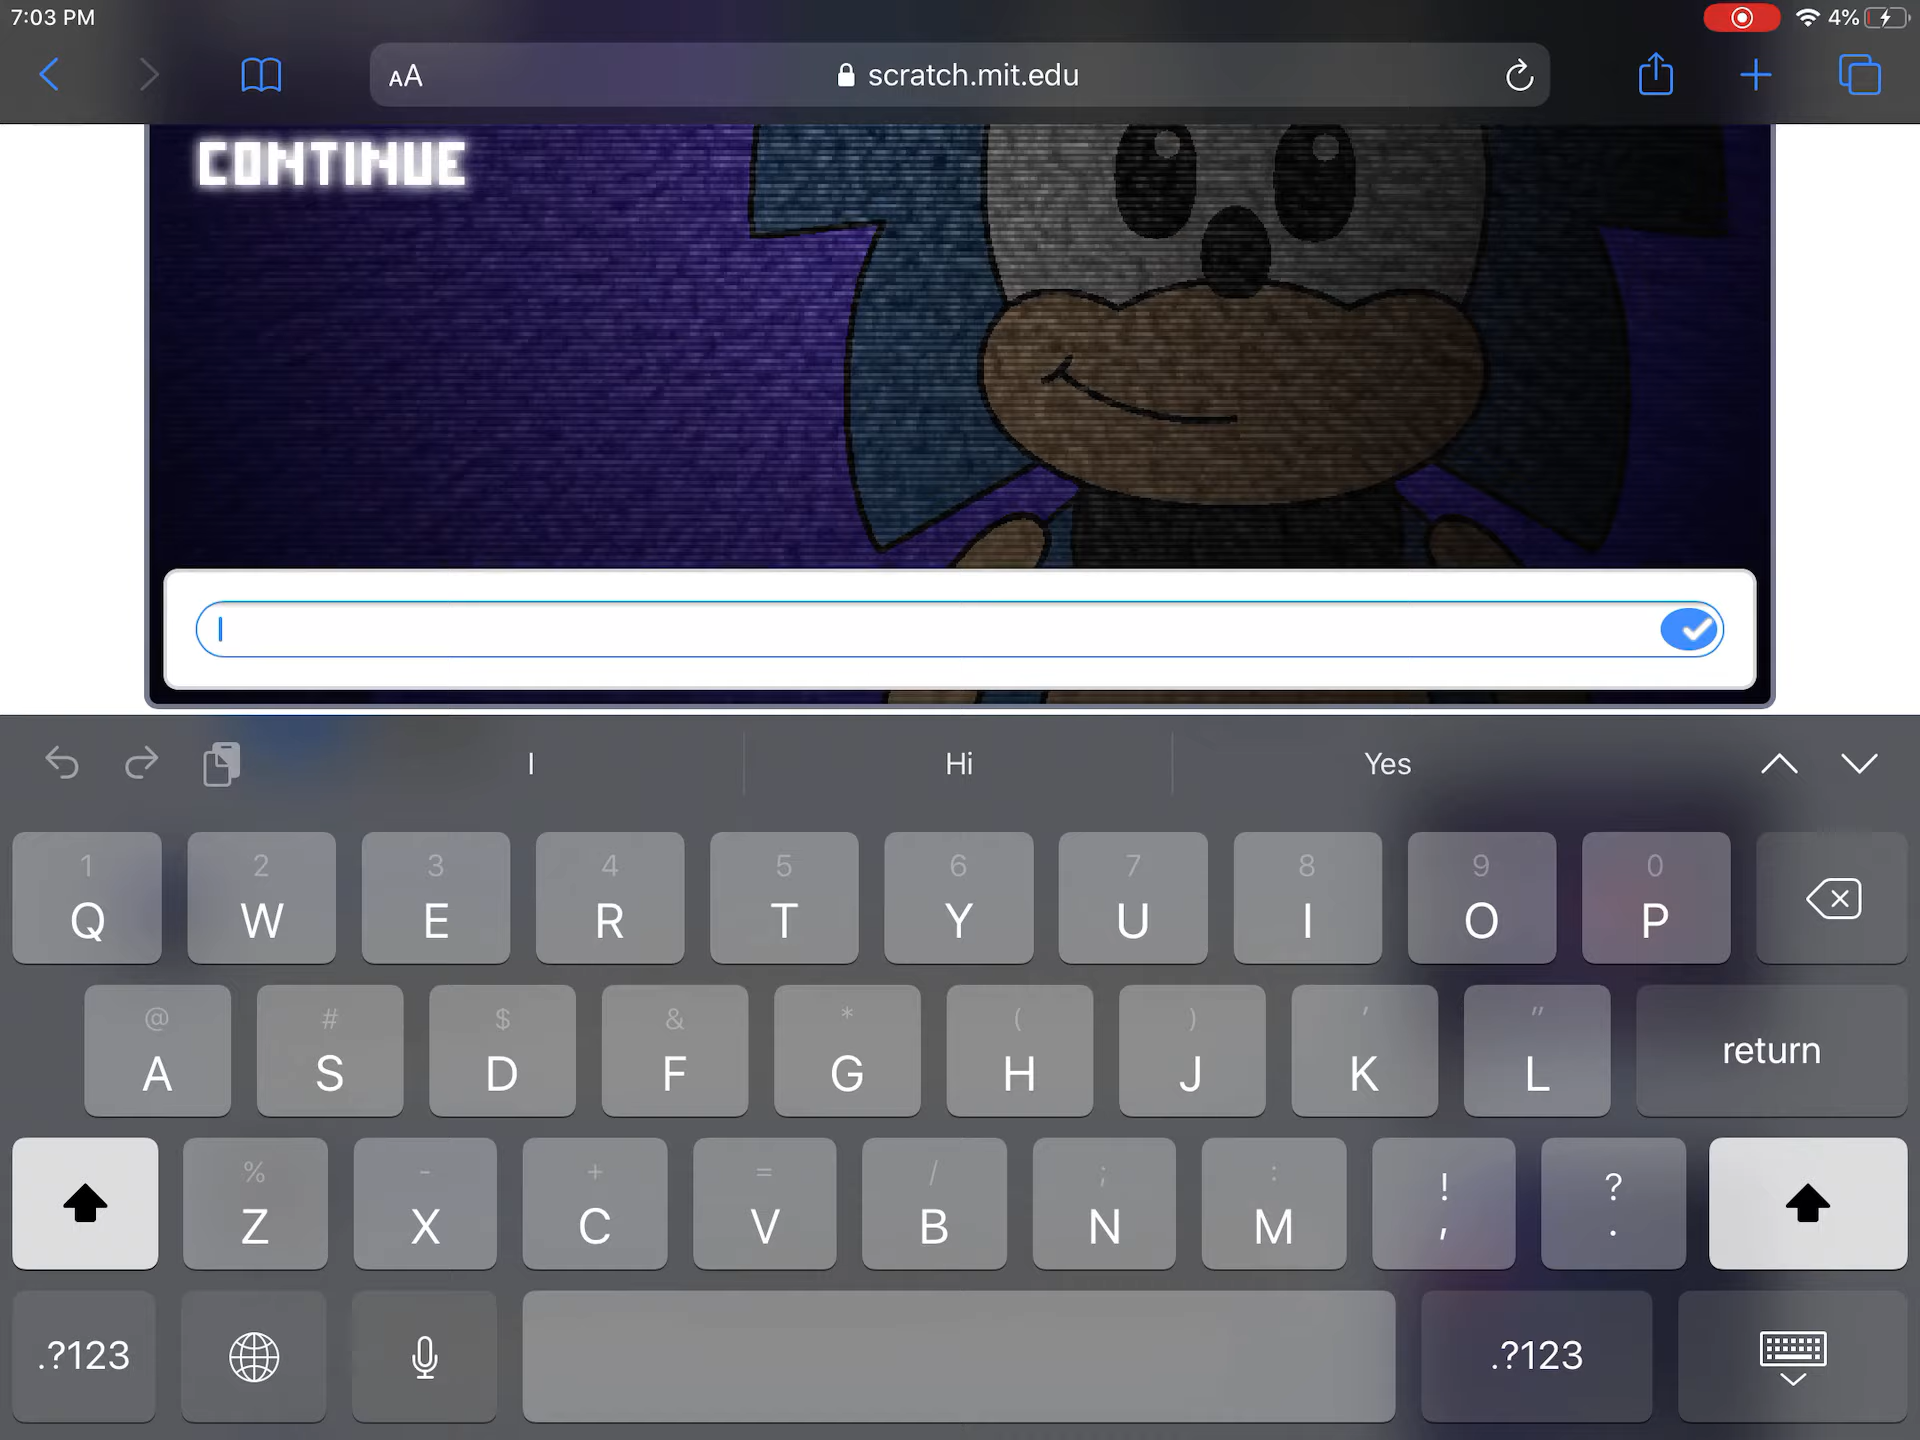 7:03 PM
4%
AA
scratch.mit.edu
CONTINUE
I Hi Yes
1 2 3 4 5 6 7 8 9 0
Q W E R T Y U I O P
@ # $ & * ( ) ' "
A S D F G H J K L return
% - + = / ; : ! ?
Z X C V B N M , .
.?123 .?123